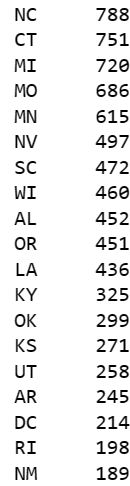 NC 788
CT 751
MI 720
MO 686
MN 615
NV 497
SC 472
WI 460
AL 452
OR 451
LA 436
KY 325
OK 299
KS 271
UT 258
AR 245
DC 214
RI 198
NM 189